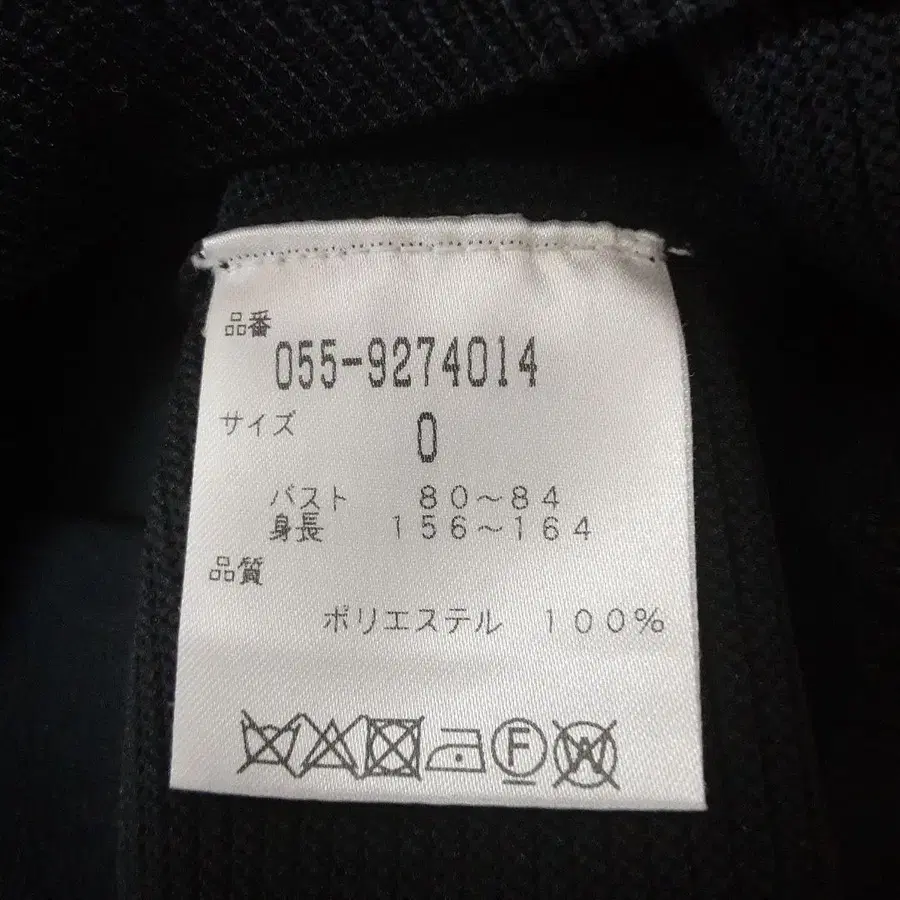 品番
055-9274014
サイズ 0
バスト 80～84
身長 156～164
品質
ポリエステル 100%
F W